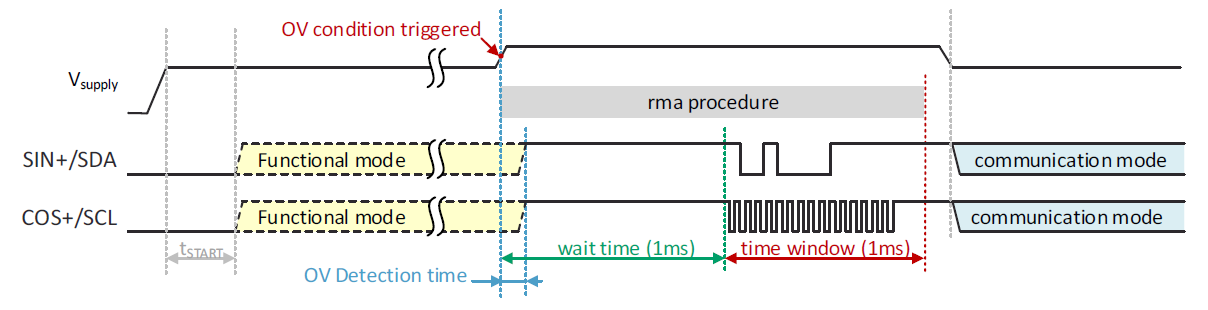 OV condition triggered
Vsupply
rma procedure
SIN+/SDA
Functional mode
communication mode
COS+/SCL
Functional mode
communication mode
tSTART
wait time (1ms)
time window (1ms)
OV Detection time